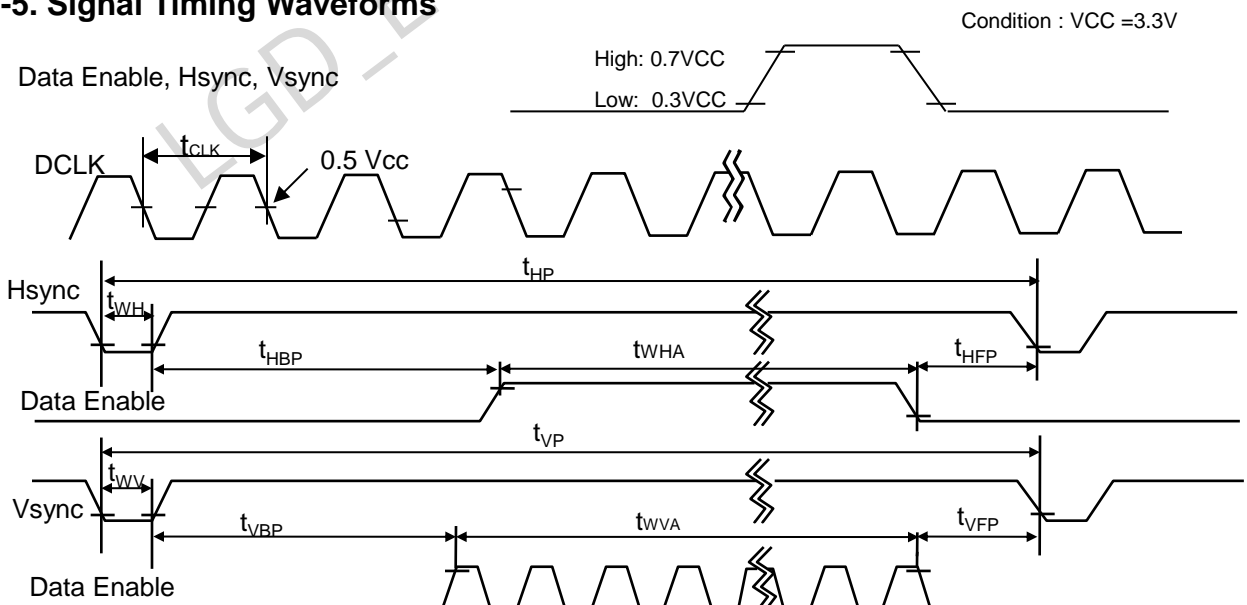 -5. Signal Timing Waveforms
Condition : VCC =3.3V
High: 0.7VCC
Data Enable, Hsync, Vsync
Low: 0.3VCC
LGD_
tCLK
DCLK
0.5 Vcc
tHP
Hsync
tWH
tHBP
tWHA
tHFP
Data Enable
tVP
tWV
Vsync
tVBP
tWVA
tVFP
Data Enable